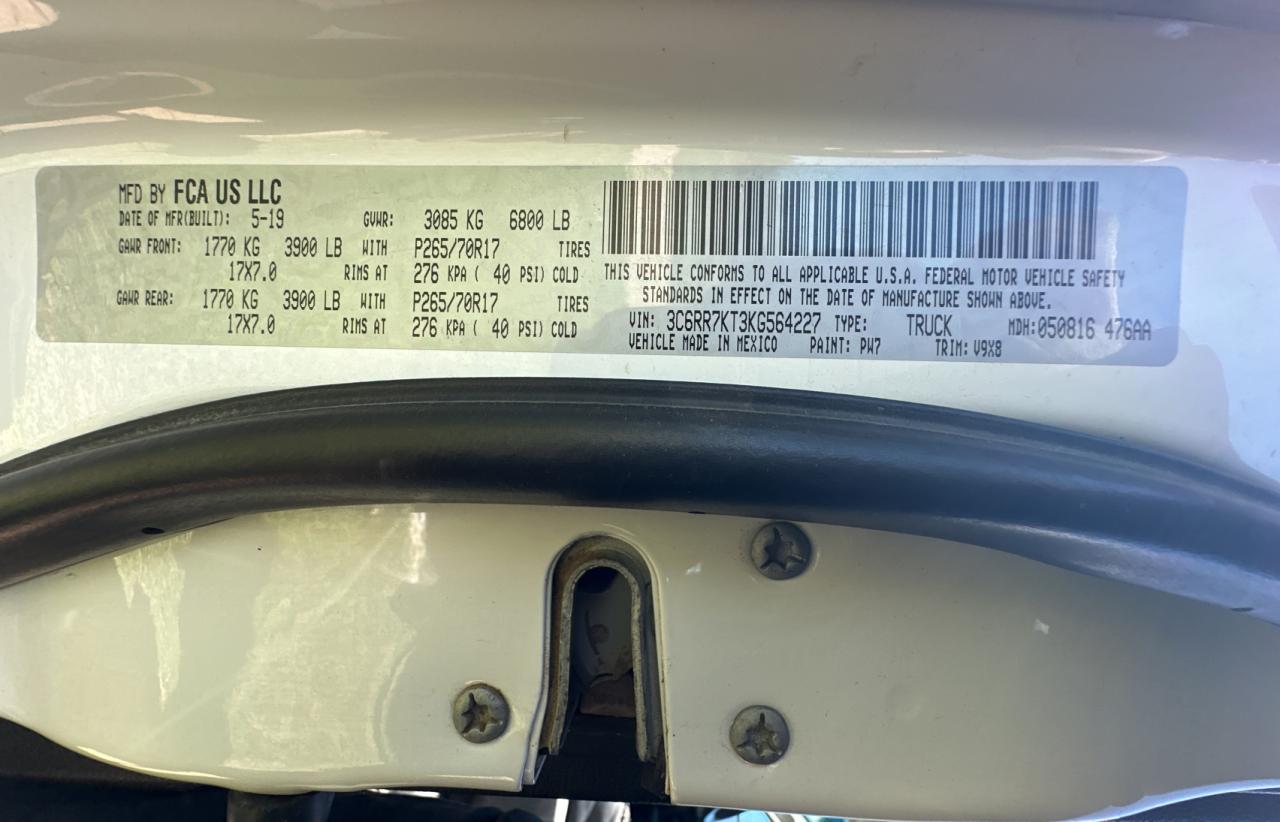 MFD BY FCA US LLC
DATE OF MFR(BUILT): 5-19 GVWR: 3085 KG 6800 LB
GAWR FRONT: 1770 KG 3900 LB WITH P265/70R17 TIRES
17X7.0 RIMS AT 276 KPA ( 40 PSI) COLD
GAWR REAR: 1770 KG 3900 LB WITH P265/70R17 TIRES
17X7.0 RIMS AT 276 KPA ( 40 PSI) COLD
THIS VEHICLE CONFORMS TO ALL APPLICABLE U.S.A. FEDERAL MOTOR VEHICLE SAFETY
STANDARDS IN EFFECT ON THE DATE OF MANUFACTURE SHOWN ABOVE.
VIN: 3C6RR7KT3KG564227 TYPE: TRUCK MDH:050816 476AA
VEHICLE MADE IN MEXICO PAINT: PW7 TRIM: V9X8